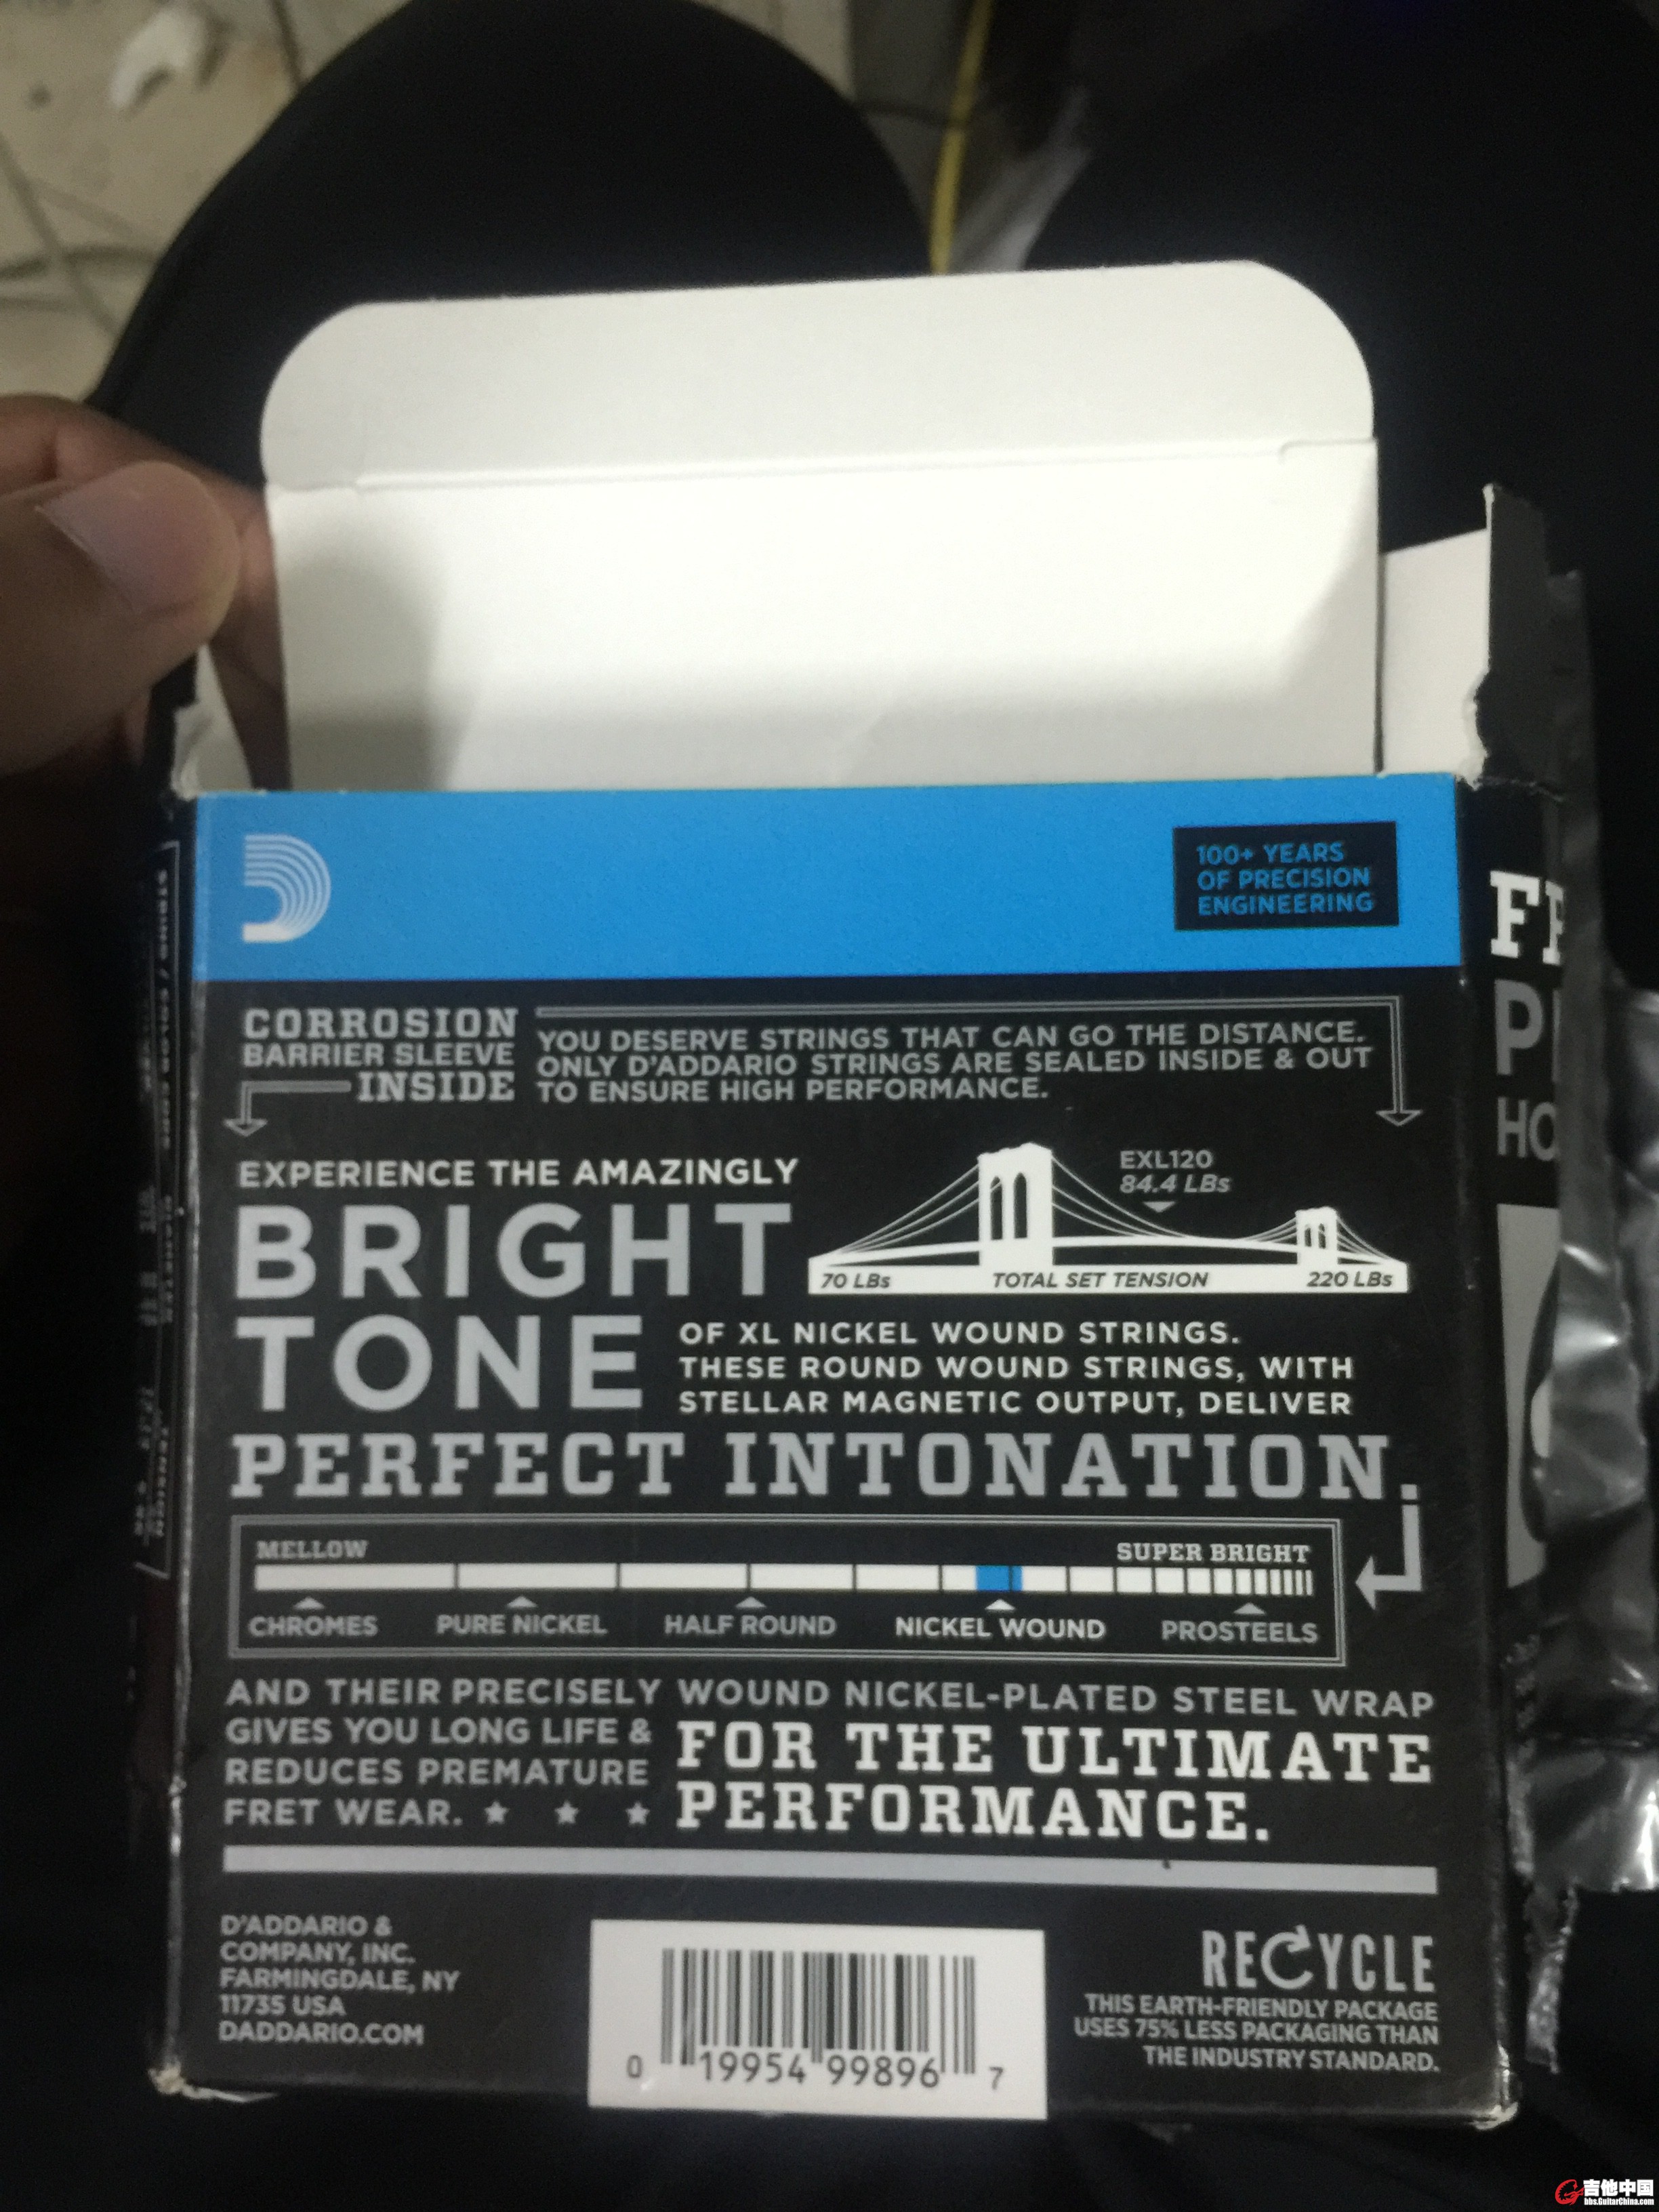 100+ YEARS
OF PRECISION
ENGINEERING
CORROSION
BARRIER SLEEVE
INSIDE
YOU DESERVE STRINGS THAT CAN GO THE DISTANCE.
ONLY D'ADDARIO STRINGS ARE SEALED INSIDE & OUT
TO ENSURE HIGH PERFORMANCE.
EXPERIENCE THE AMAZINGLY
BRIGHT
TONE
EXL120
84.4 LBs
70 LBs TOTAL SET TENSION 220 LBs
OF XL NICKEL WOUND STRINGS.
THESE ROUND WOUND STRINGS, WITH
STELLAR MAGNETIC OUTPUT, DELIVER
PERFECT INTONATION.
MELLOW SUPER BRIGHT
CHROMES PURE NICKEL HALF ROUND NICKEL WOUND PROSTEELS
AND THEIR PRECISELY WOUND NICKEL-PLATED STEEL WRAP
GIVES YOU LONG LIFE &
REDUCES PREMATURE
FRET WEAR. ★ ★ ★
FOR THE ULTIMATE
PERFORMANCE.
D'ADDARIO &
COMPANY, INC.
FARMINGDALE, NY
11735 USA
DADDARIO.COM
0 19954 99896 7
RECYCLE
THIS EARTH-FRIENDLY PACKAGE
USES 75% LESS PACKAGING THAN
THE INDUSTRY STANDARD.
HO
吉他中国
bbs.GuitarChina.com